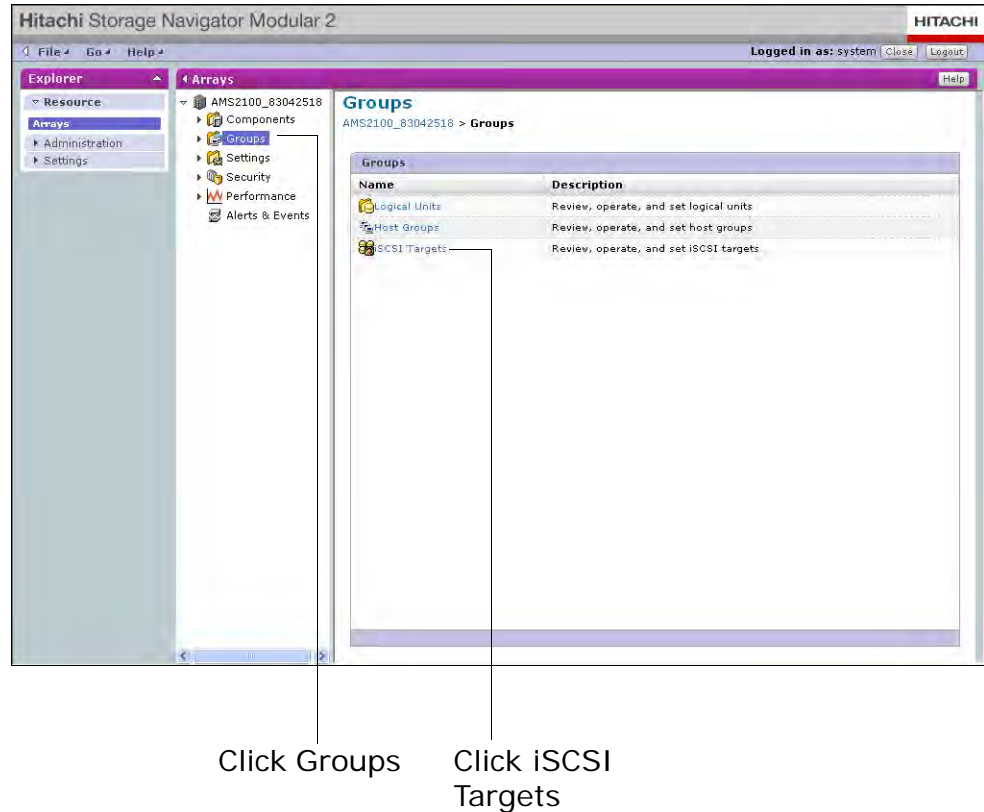 Hitachi Storage Navigator Modular 2
HITACHI
File Go Help
Logged in as: system Close Logout
Explorer
Arrays
Help
Resource
Arrays
Administration
Settings
AMS2100_83042518
Components
Groups
Settings
Security
Performance
Alerts & Events
Groups
AMS2100_83042518 > Groups
Groups
Name Description
Logical Units Review, operate, and set logical units
Host Groups Review, operate, and set host groups
iSCSI Targets Review, operate, and set iSCSI targets
Click Groups
Click iSCSI
Targets